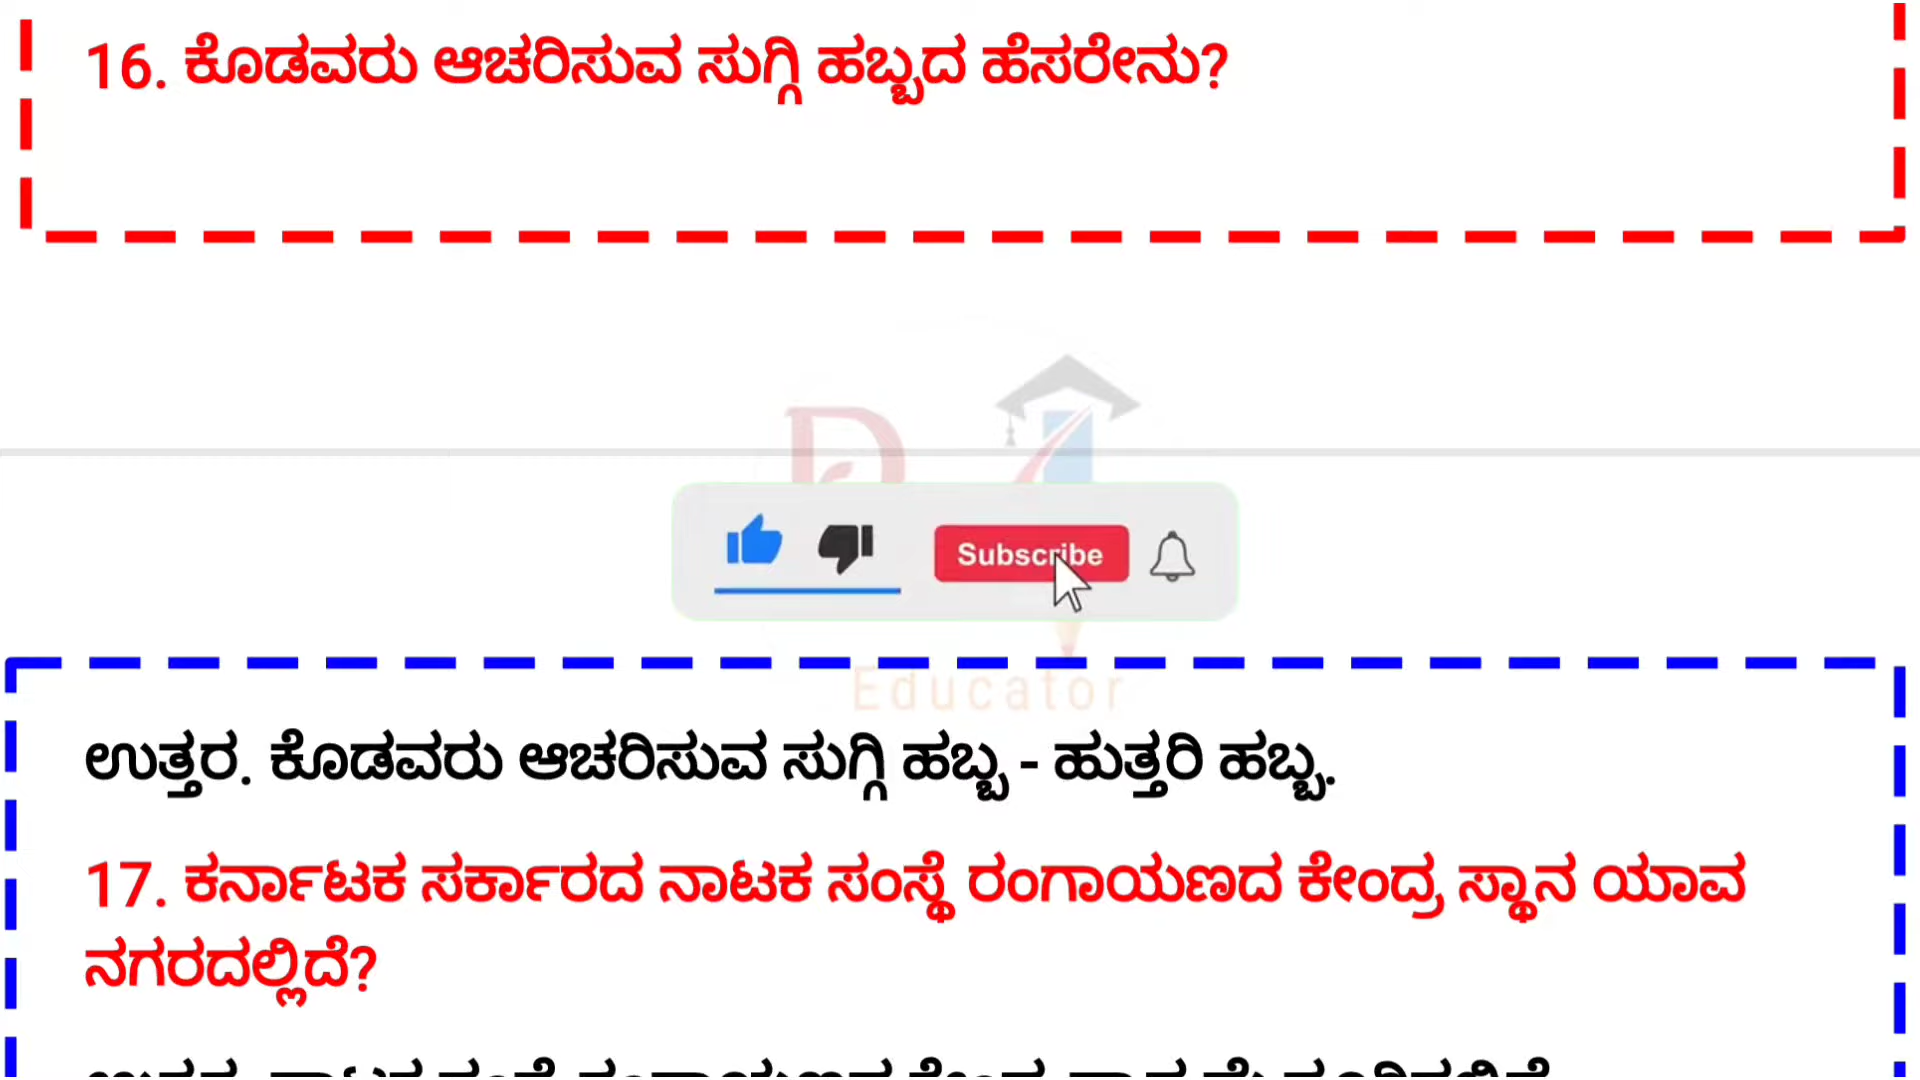 16. ಕೊಡವರು ಆಚರಿಸುವ ಸುಗ್ಗಿ ಹಬ್ಬದ ಹೆಸರೇನು?
Subscribe
Educator
ಉತ್ತರ. ಕೊಡವರು ಆಚರಿಸುವ ಸುಗ್ಗಿ ಹಬ್ಬ - ಹುತ್ತರಿ ಹಬ್ಬ.
17. ಕರ್ನಾಟಕ ಸರ್ಕಾರದ ನಾಟಕ ಸಂಸ್ಥೆ ರಂಗಾಯಣದ ಕೇಂದ್ರ ಸ್ಥಾನ ಯಾವ
ನಗರದಲ್ಲಿದೆ?